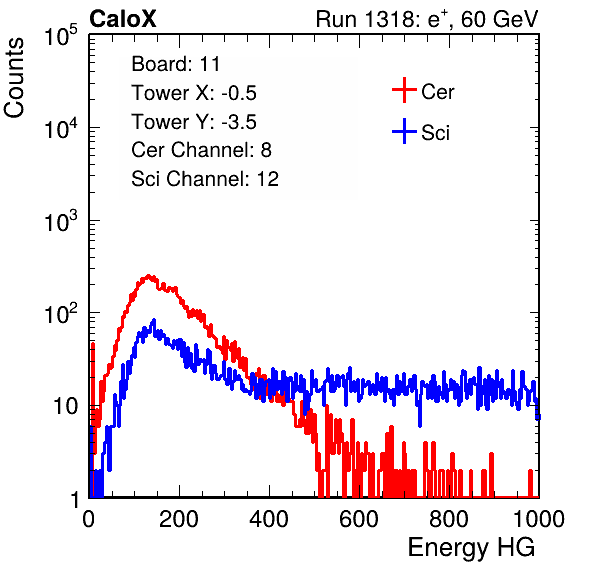 CaloX Run 1318: e⁺, 60 GeV
Board: 11
Tower X: -0.5
Tower Y: -3.5
Cer Channel: 8
Sci Channel: 12
Cer
Sci
Counts
10⁵
10⁴
10³
10²
10
1
0 200 400 600 800 1000
Energy HG